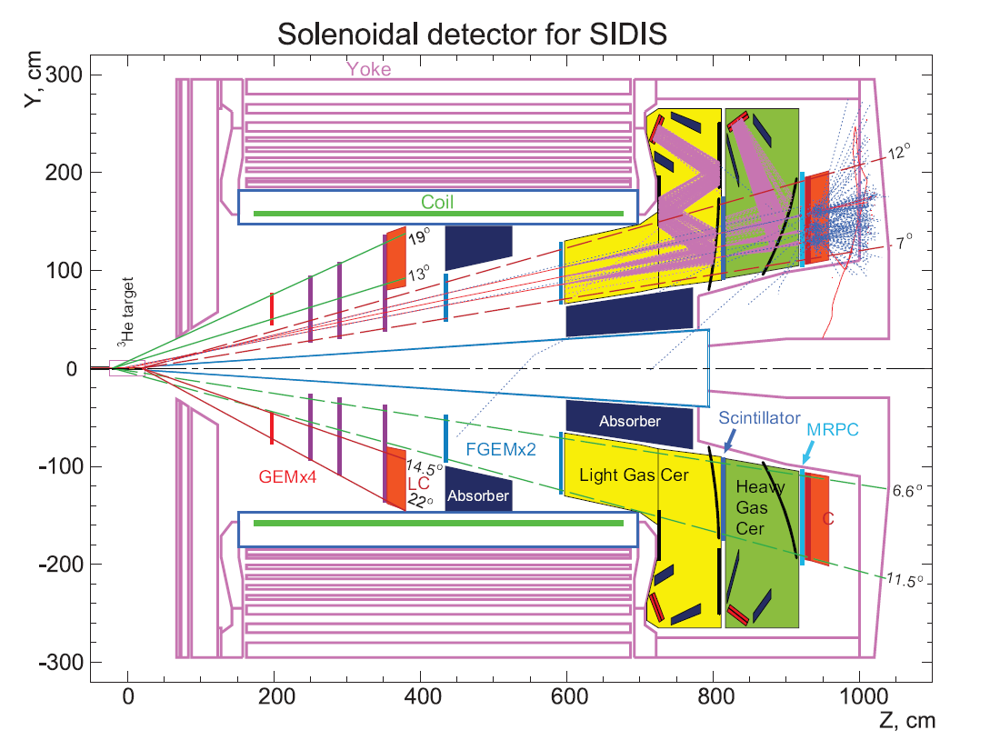 Solenoidal detector for SIDIS
Y, cm
300
200
100
0
-100
-200
-300
Yoke
Coil
19°
13°
12°
7°
³He target
GEMx4
14.5°
LC
22°
FGEMx2
Absorber
Absorber
Light Gas Cer
Scintillator
MRPC
Heavy
Gas
Cer
C
6.6°
11.5°
0
200
400
600
800
1000
Z, cm